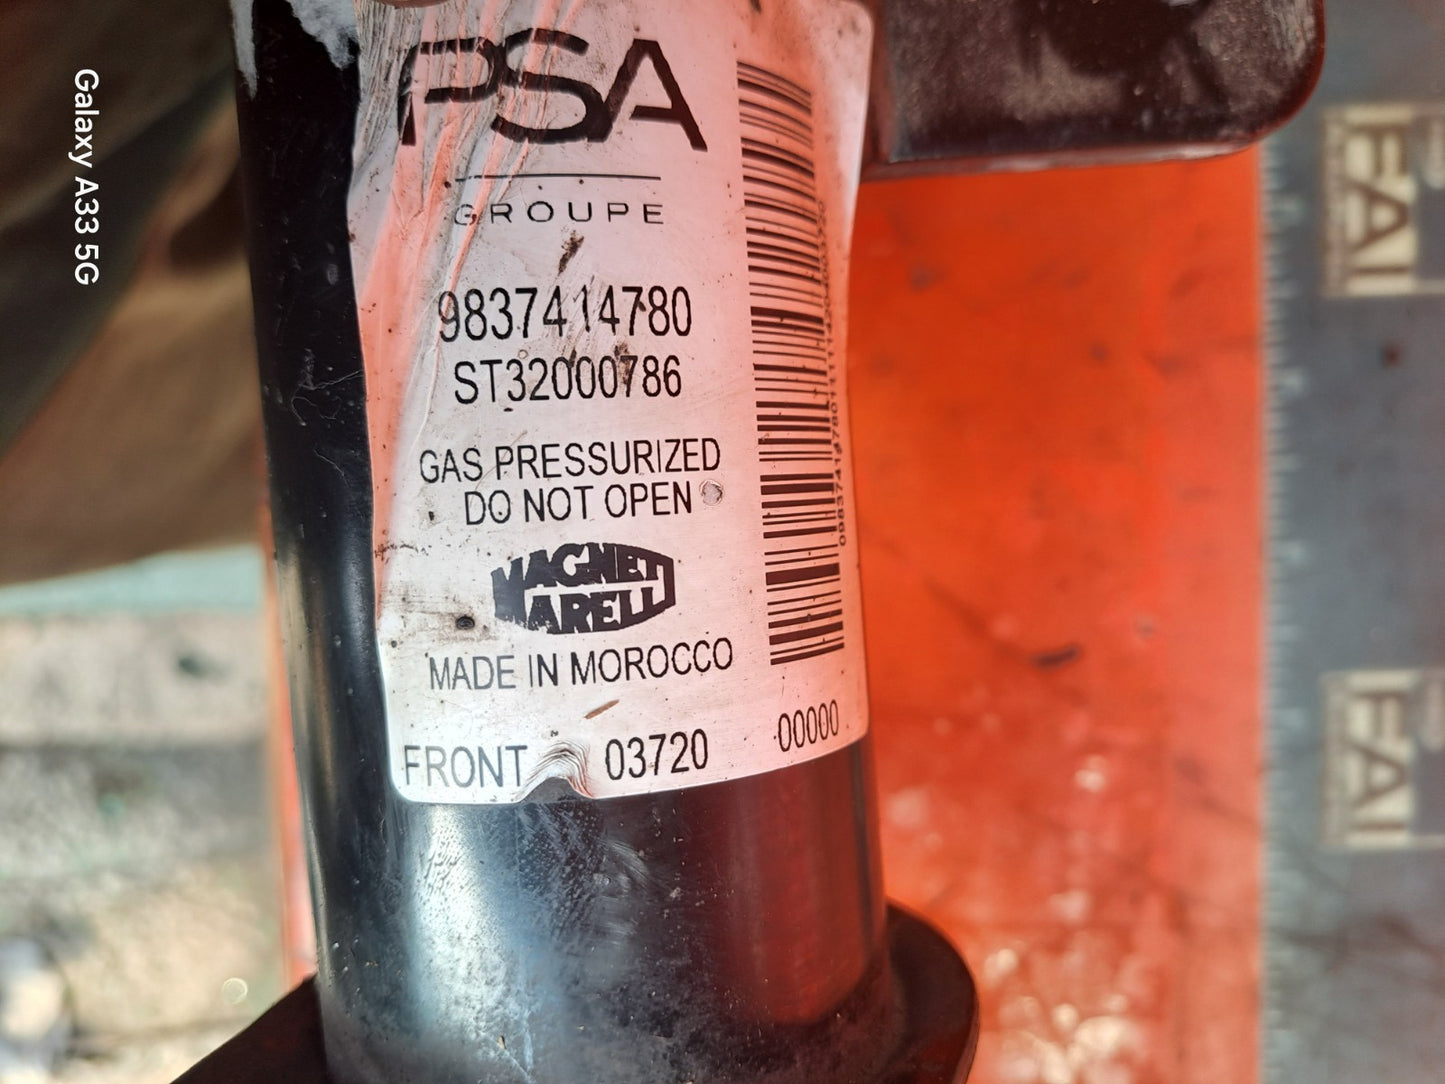 PSA
GROUPE
9837414780
ST32000786
GAS PRESSURIZED
DO NOT OPEN
MAGNETI
MARELLI
MADE IN MOROCCO
FRONT 03720 00000
Galaxy A33 5G
FAI
FAI